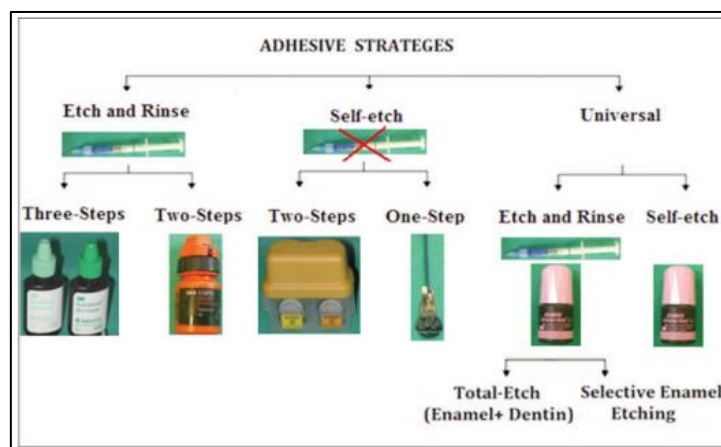 ADHESIVE STRATEGES
Etch and Rinse
Self-etch
Universal
Three-Steps
Two-Steps
Two-Steps
One-Step
Etch and Rinse
Self-etch
Total-Etch
(Enamel+ Dentin)
Selective Enamel
Etching